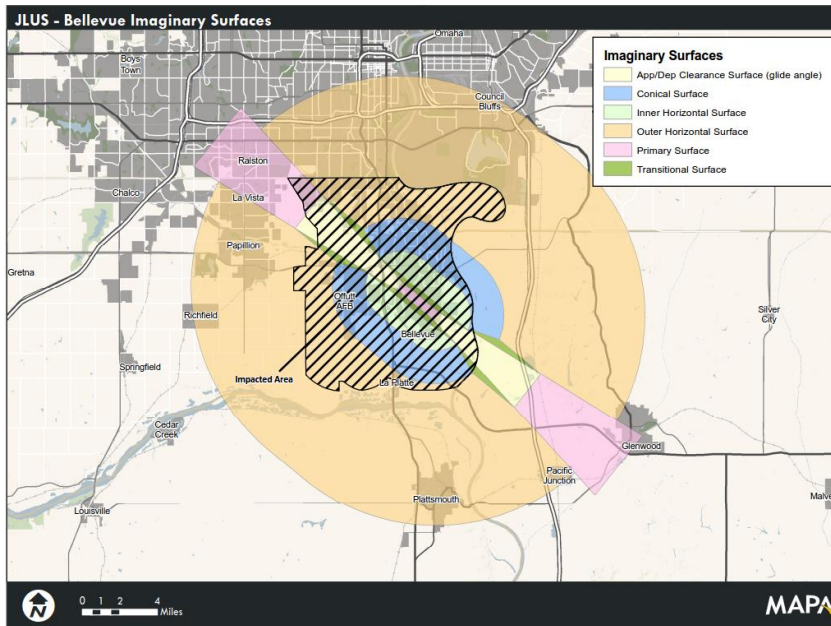 JLUS - Bellevue Imaginary Surfaces
Omaha
Boys
Town
Council
Bluffs
Imaginary Surfaces
App/Dep Clearance Surface (glide angle)
Conical Surface
Inner Horizontal Surface
Outer Horizontal Surface
Primary Surface
Transitional Surface
Ralston
Chalco
La Vista
Papillion
Gretna
Offutt
AFB
Richfield
Silver
City
Bellevue
Springfield
Impacted Area
La Platte
Cedar
Creek
Glenwood
Pacific
Junction
Plattsmouth
Malve
Louisville
N
0 1 2 4
Miles
MAPA